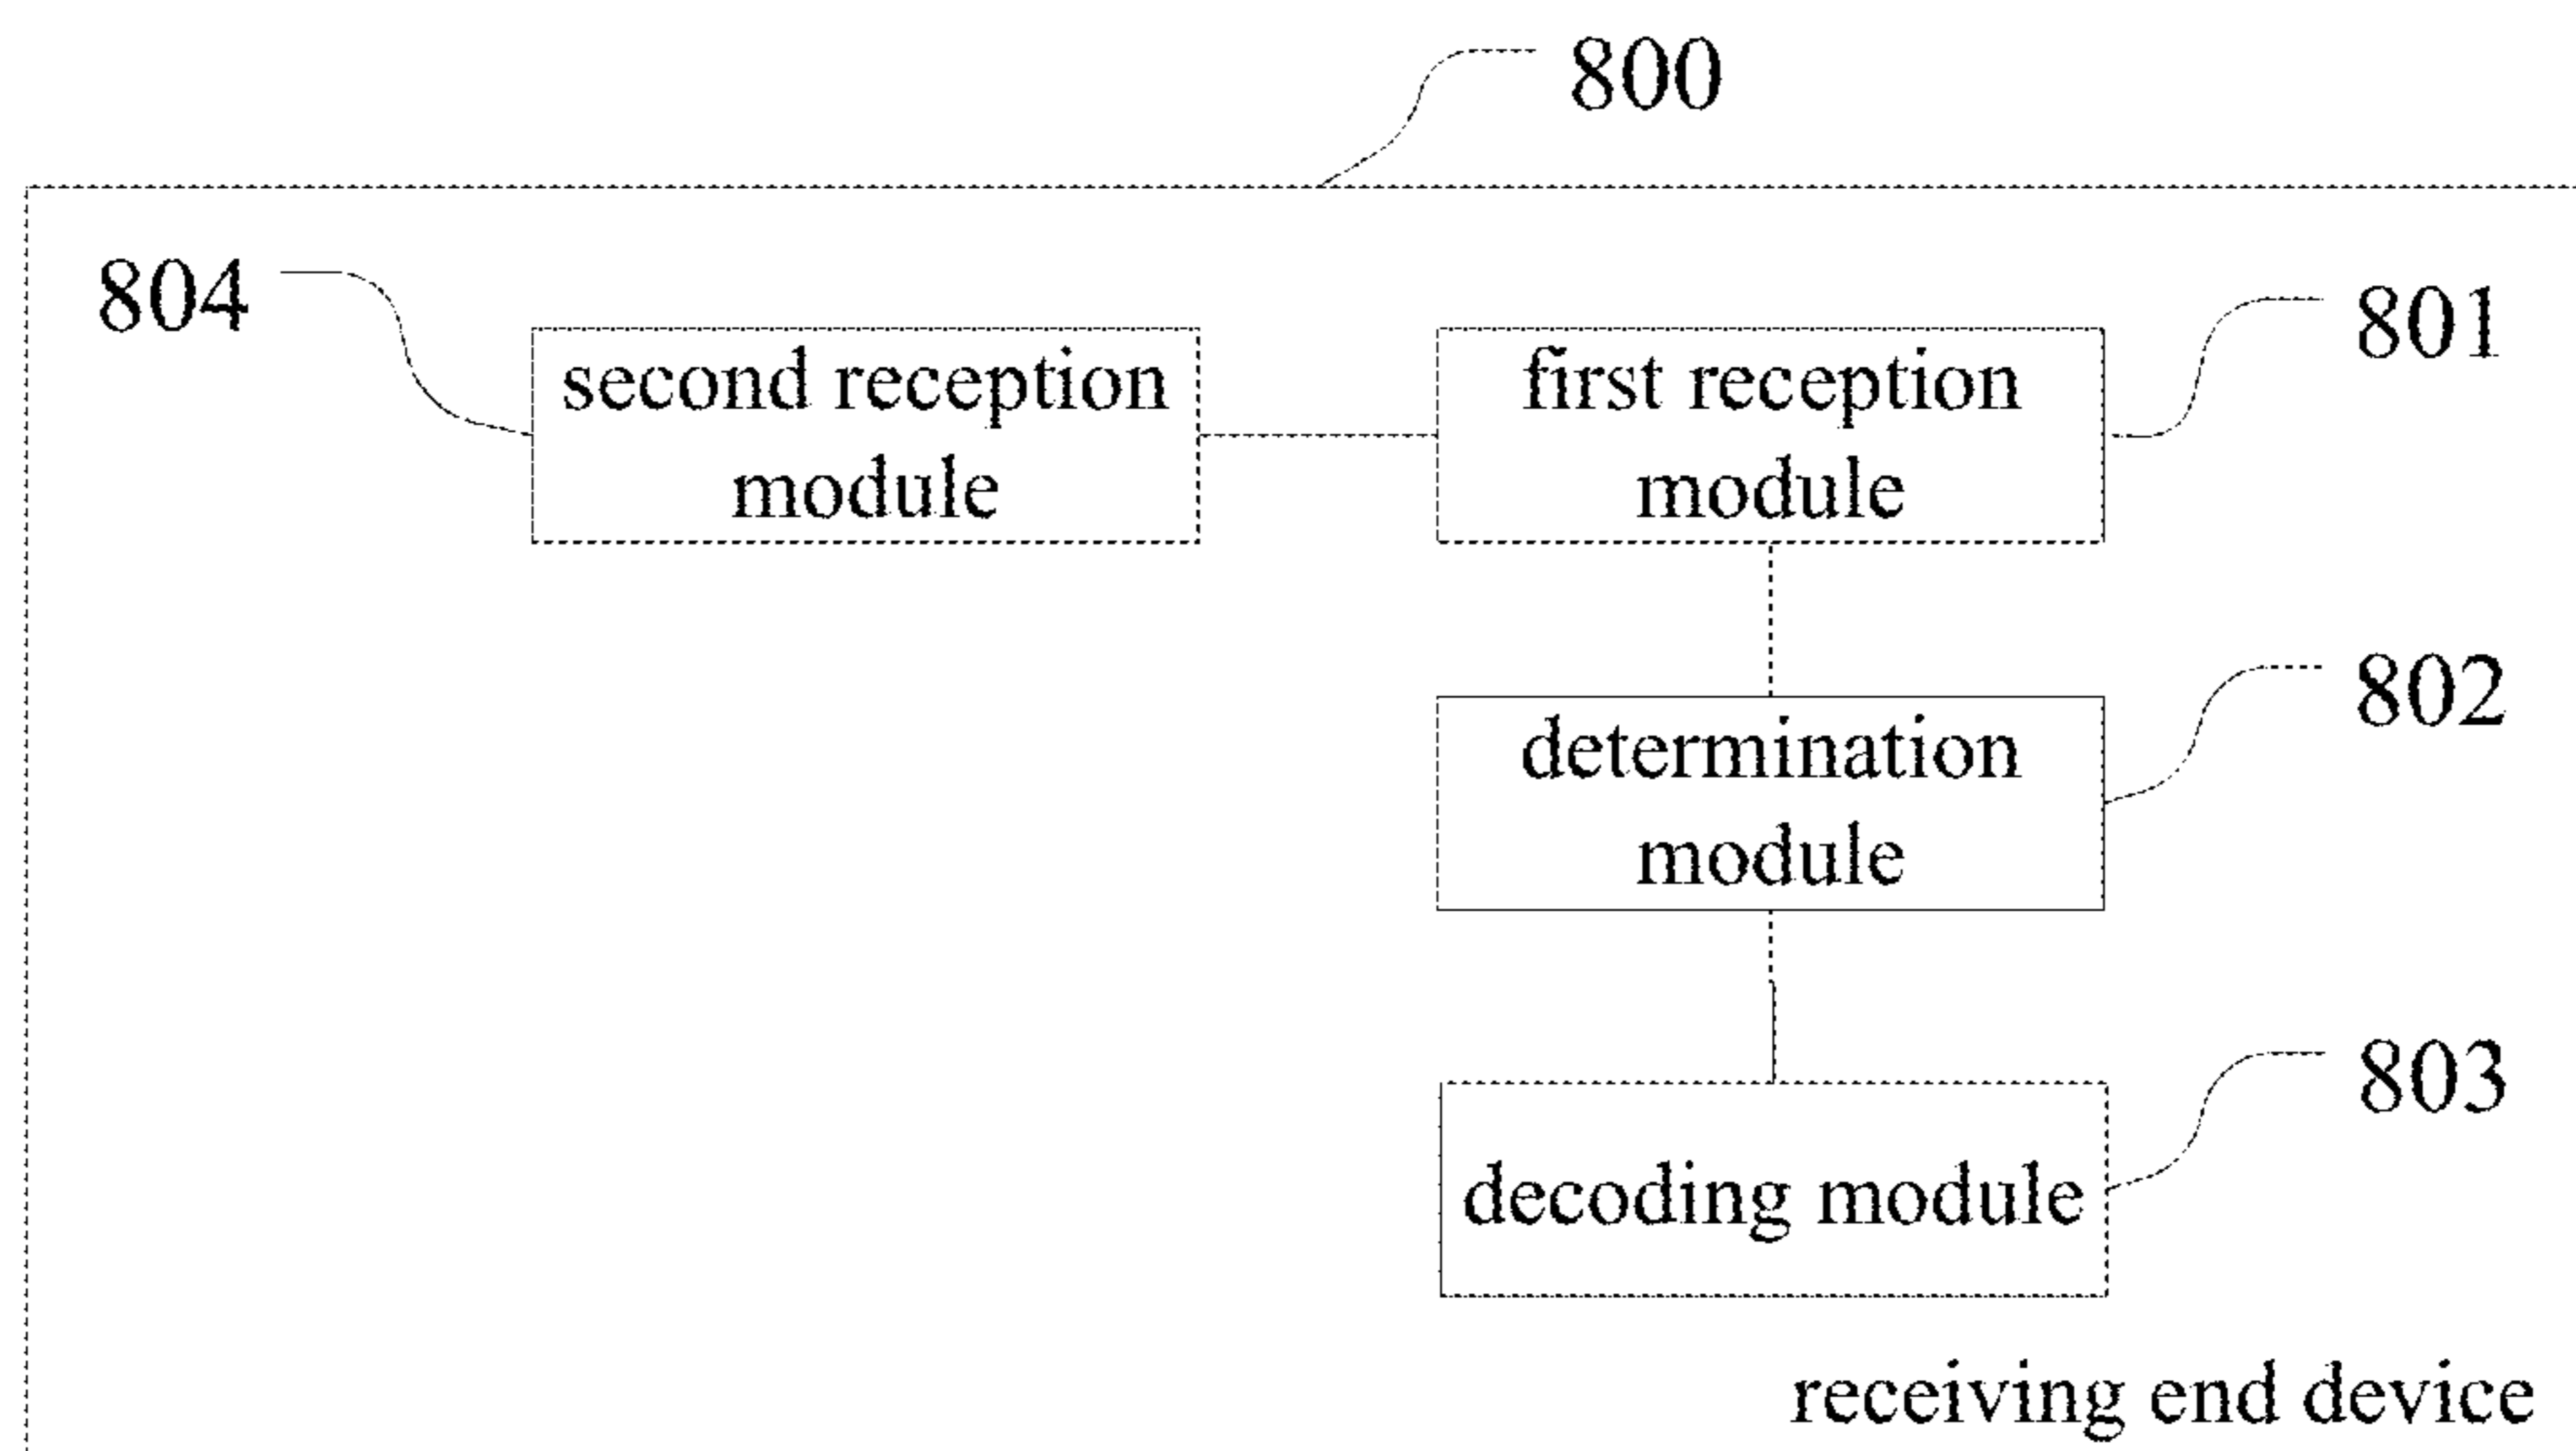 800
804
second reception
module
first reception
module
801
determination
module
802
decoding module
803
receiving end device